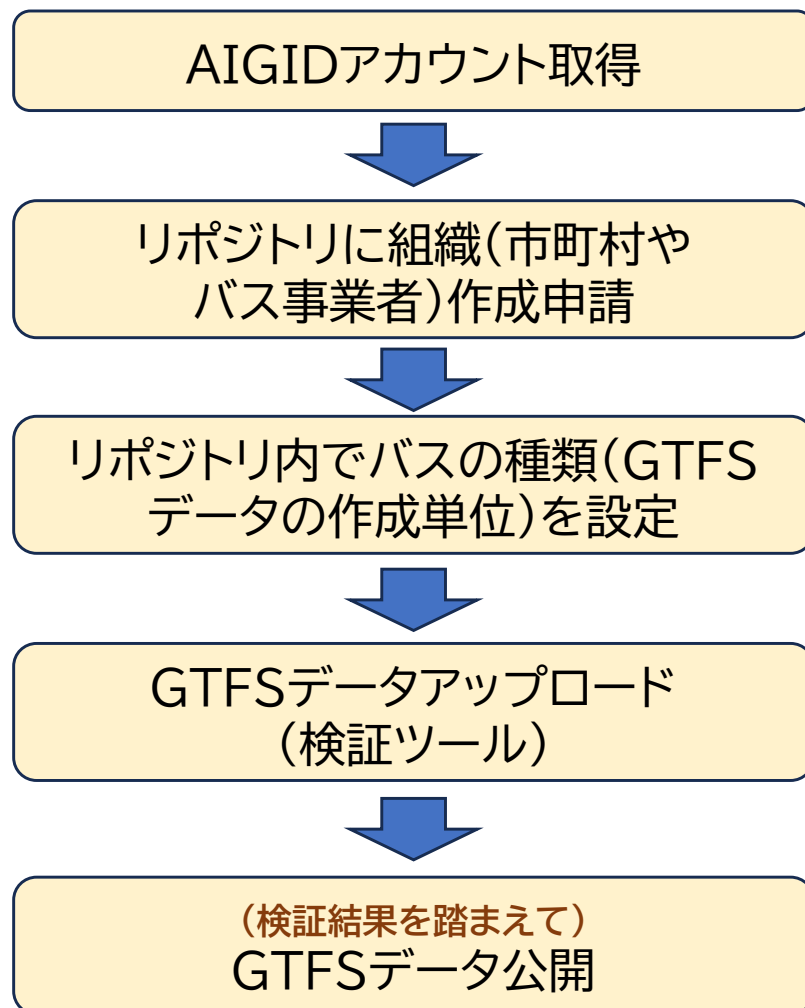 AIGIDアカウント取得
リポジトリに組織（市町村や
バス事業者）作成申請
リポジトリ内でバスの種類（GTFS
データの作成単位）を設定
GTFSデータアップロード
（検証ツール）
（検証結果を踏まえて）
GTFSデータ公開